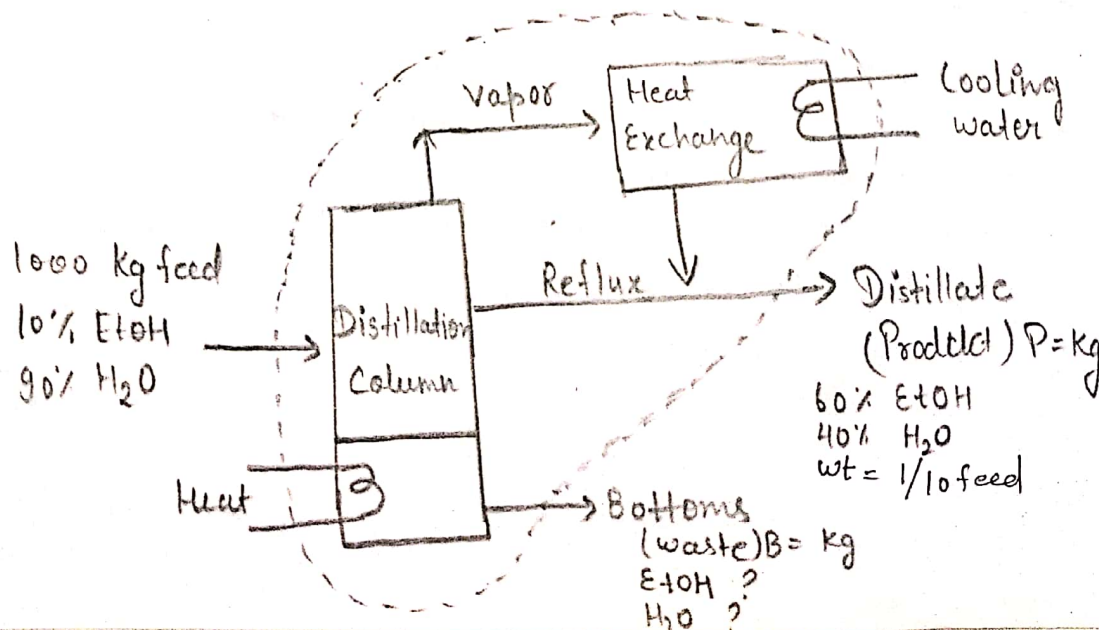 Vapor
Heat
Exchange
Cooling
water
1000 kg feed
10% EtOH
90% H₂O
Reflux
Distillation
Column
Distillate
(Product) P= kg
60% EtOH
40% H₂O
wt = 1/10 feed
Heat
Bottoms
(waste) B= kg
EtOH ?
H₂O ?